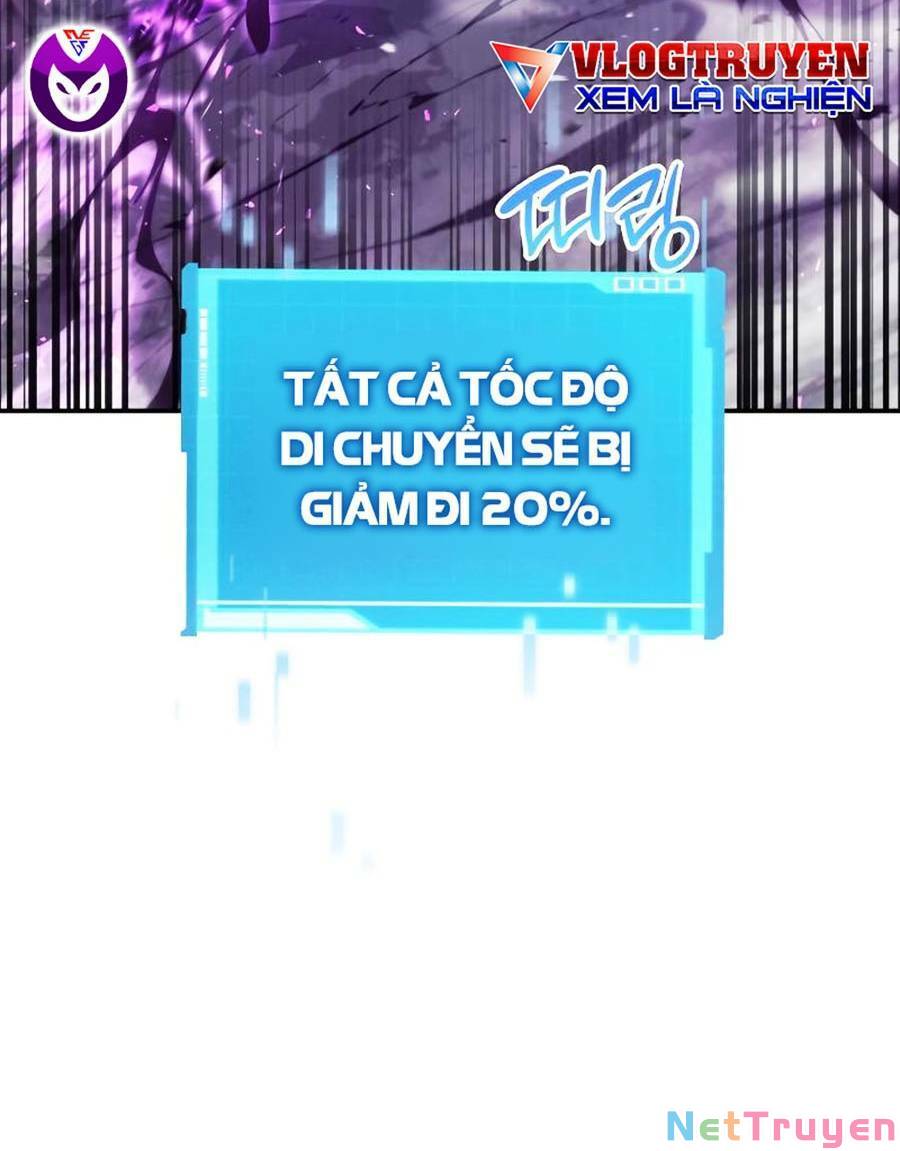 VLOGTRUYEN
XEM LÀ NGHIỆN
띠링
TẤT CẢ TỐC ĐỘ
DI CHUYỂN SẼ BỊ
GIẢM ĐI 20%.
NetTruyen